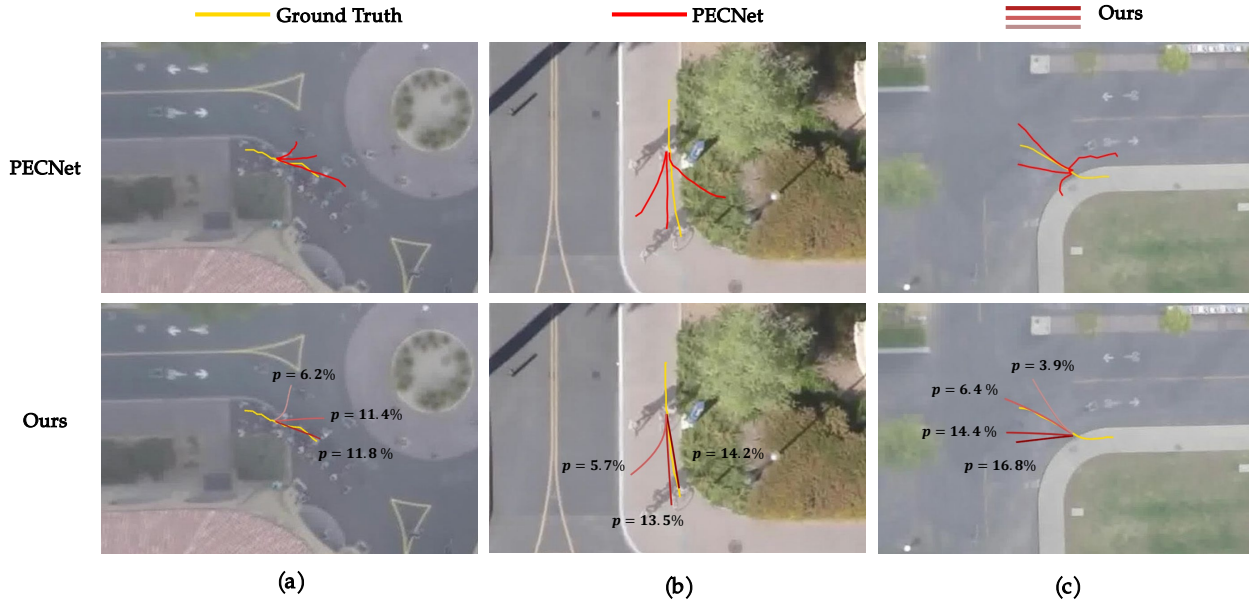 Ground Truth PECNet Ours
PECNet
Ours
p = 6.2%
p = 11.4%
p = 11.8 %
p = 5.7%
p = 14.2%
p = 13.5%
p = 3.9%
p = 6.4 %
p = 14.4 %
p = 16.8%
(a) (b) (c)